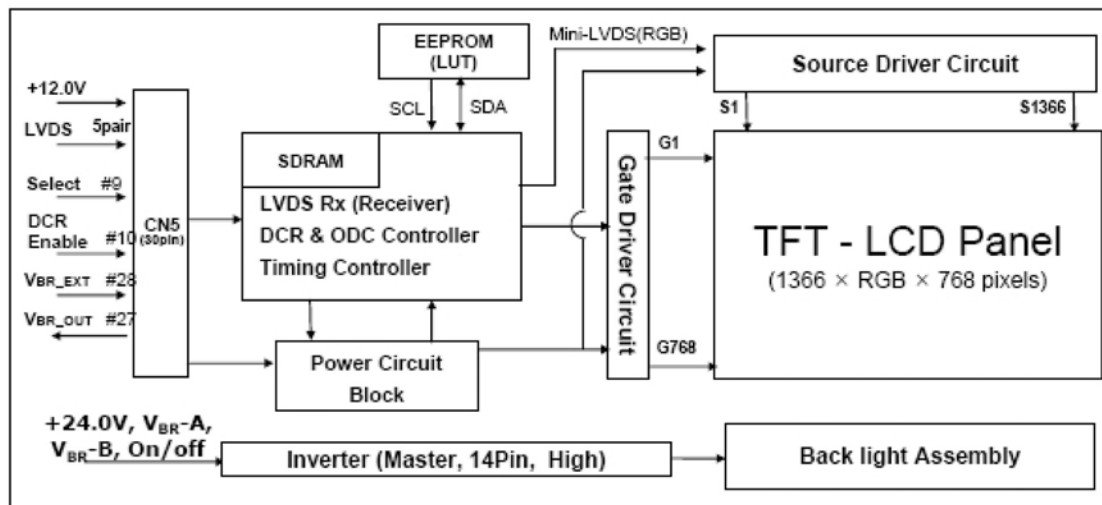 EEPROM
(LUT)
Mini-LVDS(RGB)
Source Driver Circuit
+12.0V
SCL
SDA
S1
S1366
LVDS 5pair
Select #9
DCR
Enable #10
VBR_EXT #28
VBR_OUT #27
CN5
(30pin)
SDRAM
LVDS Rx (Receiver)
DCR & ODC Controller
Timing Controller
Power Circuit
Block
Gate Driver Circuit
G1
G768
TFT - LCD Panel
(1366 × RGB × 768 pixels)
+24.0V, VBR-A,
VBR-B, On/off
Inverter (Master, 14Pin, High)
Back light Assembly